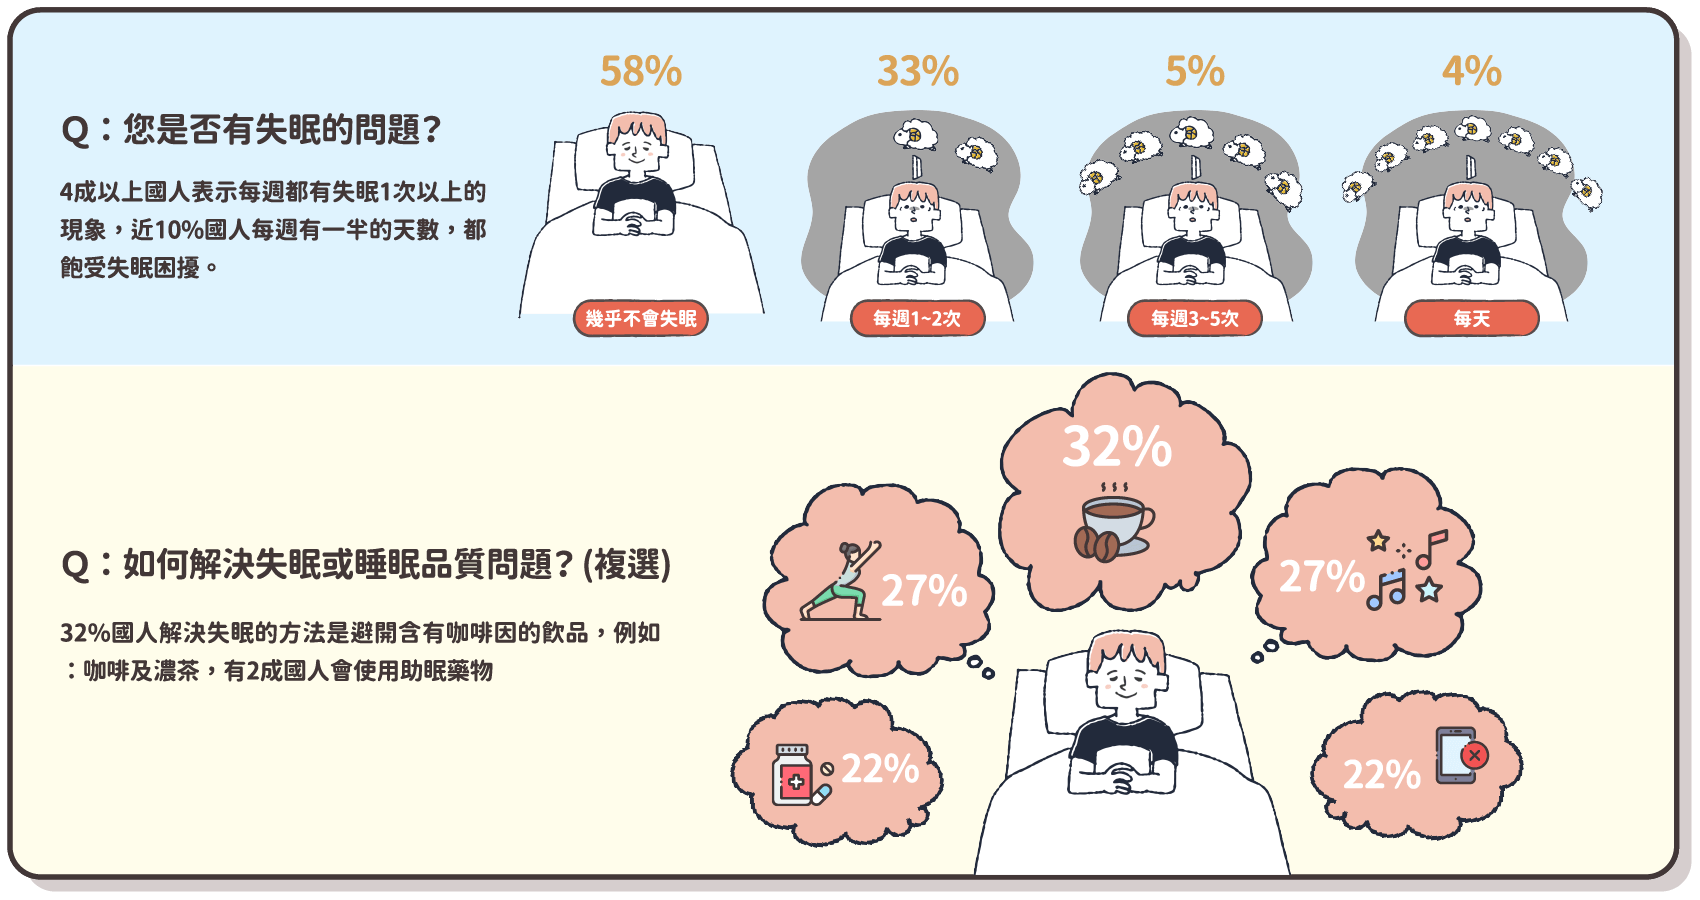 58%
33%
5%
4%
Q：您是否有失眠的問題?
4成以上國人表示每週都有失眠1次以上的
現象，近10%國人每週有一半的天數，都
飽受失眠困擾。
幾乎不會失眠
每週1~2次
每週3~5次
每天
32%
27%
27%
Q：如何解決失眠或睡眠品質問題? (複選)
32%國人解決失眠的方法是避開含有咖啡因的飲品，例如
：咖啡及濃茶，有2成國人會使用助眠藥物
22%
22%